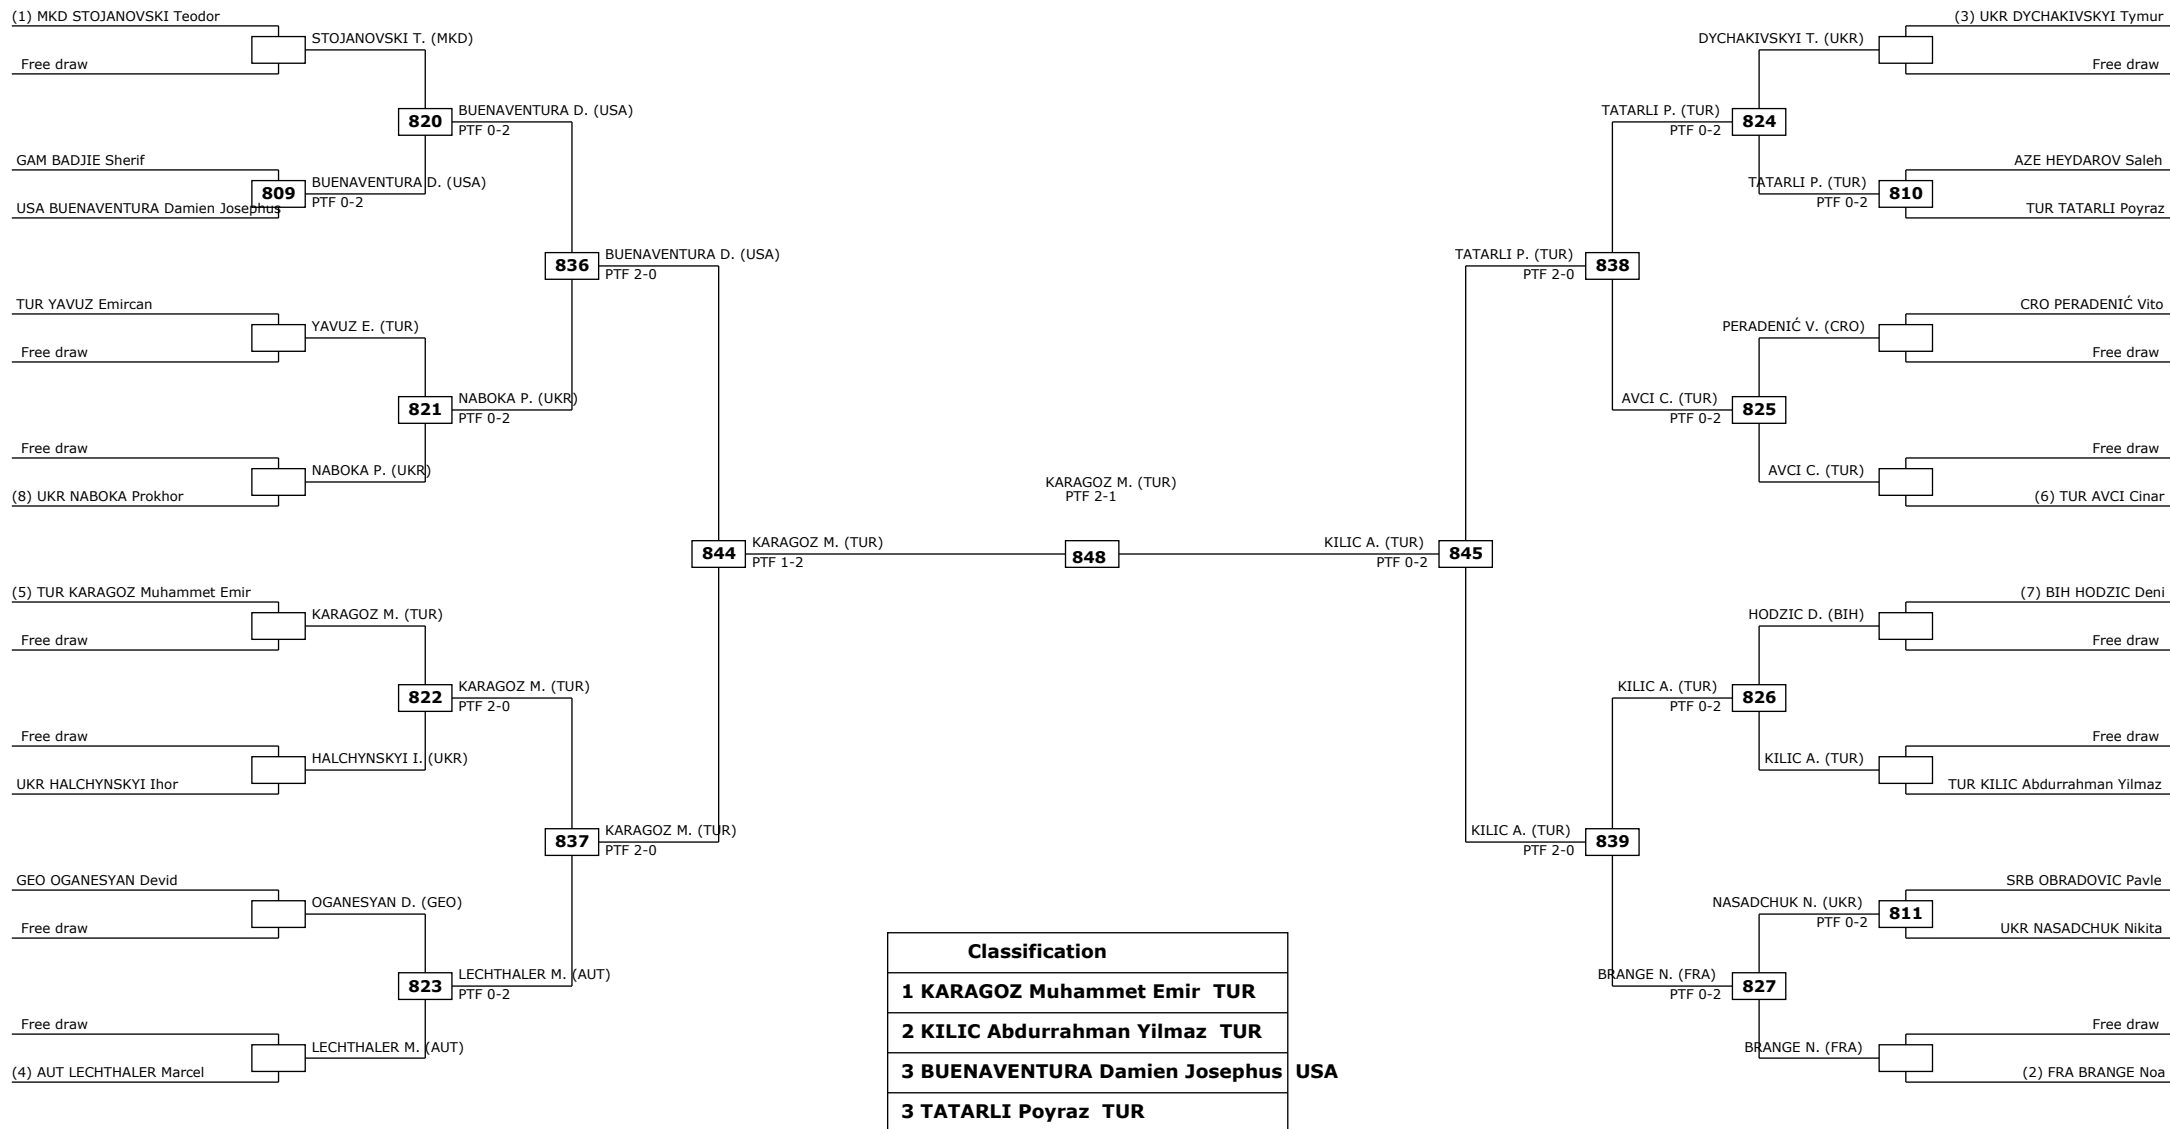 (1) MKD STOJANOVSKI Teodor
STOJANOVSKI T. (MKD)
Free draw
820
BUENAVENTURA D. (USA)
PTF 0-2
GAM BADJIE Sherif
809
BUENAVENTURA D. (USA)
PTF 0-2
USA BUENAVENTURA Damien Josephus
836
BUENAVENTURA D. (USA)
PTF 2-0
TUR YAVUZ Emircan
YAVUZ E. (TUR)
Free draw
821
NABOKA P. (UKR)
PTF 0-2
Free draw
NABOKA P. (UKR)
(8) UKR NABOKA Prokhor
844
KARAGOZ M. (TUR)
PTF 1-2
(5) TUR KARAGOZ Muhammet Emir
KARAGOZ M. (TUR)
Free draw
822
KARAGOZ M. (TUR)
PTF 2-0
Free draw
HALCHYNSKYI I. (UKR)
UKR HALCHYNSKYI Ihor
837
KARAGOZ M. (TUR)
PTF 2-0
GEO OGANESYAN Devid
OGANESYAN D. (GEO)
Free draw
823
LECHTHALER M. (AUT)
PTF 0-2
Free draw
LECHTHALER M. (AUT)
(4) AUT LECHTHALER Marcel
KARAGOZ M. (TUR)
PTF 2-1
848
(3) UKR DYCHAKIVSKYI Tymur
DYCHAKIVSKYI T. (UKR)
Free draw
TATARLI P. (TUR)
PTF 0-2
824
AZE HEYDAROV Saleh
TATARLI P. (TUR)
PTF 0-2
810
TUR TATARLI Poyraz
TATARLI P. (TUR)
PTF 2-0
838
CRO PERADENIĆ Vito
PERADENIĆ V. (CRO)
Free draw
AVCI C. (TUR)
PTF 0-2
825
Free draw
AVCI C. (TUR)
(6) TUR AVCI Cinar
KILIC A. (TUR)
PTF 0-2
845
(7) BIH HODZIC Deni
HODZIC D. (BIH)
Free draw
KILIC A. (TUR)
PTF 0-2
826
Free draw
KILIC A. (TUR)
TUR KILIC Abdurrahman Yilmaz
KILIC A. (TUR)
PTF 2-0
839
SRB OBRADOVIC Pavle
NASADCHUK N. (UKR)
PTF 0-2
811
UKR NASADCHUK Nikita
BRANGE N. (FRA)
PTF 0-2
827
Free draw
BRANGE N. (FRA)
(2) FRA BRANGE Noa
Classification
1 KARAGOZ Muhammet Emir TUR
2 KILIC Abdurrahman Yilmaz TUR
3 BUENAVENTURA Damien Josephus USA
3 TATARLI Poyraz TUR